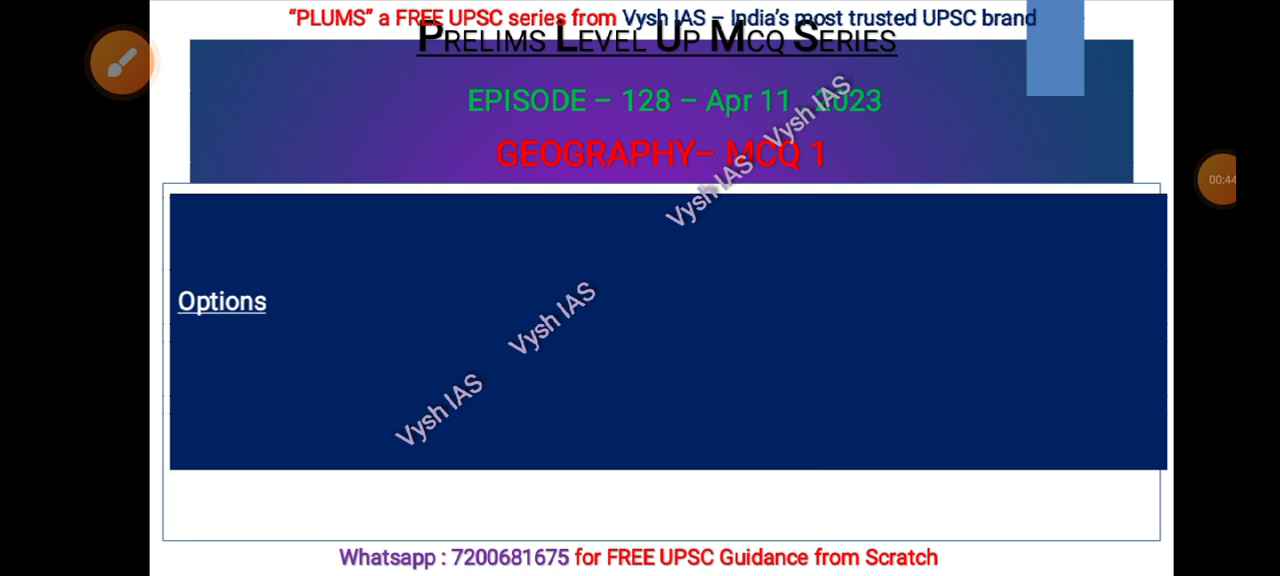 “PLUMS” a FREE UPSC series from Vysh IAS – India’s most trusted UPSC brand
PRELIMS LEVEL UP MCQ SERIES
EPISODE – 128 – Apr 11, 2023
GEOGRAPHY– MCQ 1
Vysh IAS
Vysh IAS
00:44
Options
Vysh IAS
Vysh IAS
Whatsapp : 7200681675 for FREE UPSC Guidance from Scratch